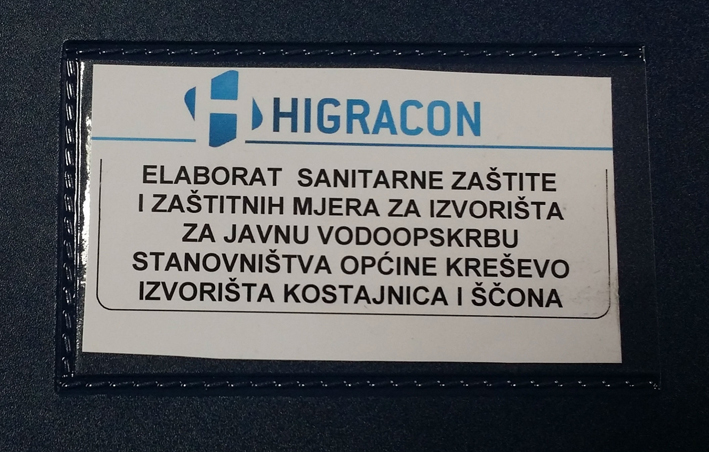 HIGRACON
ELABORAT SANITARNE ZAŠTITE
I ZAŠTITNIH MJERA ZA IZVORIŠTA
ZA JAVNU VODOOPSKRBU
STANOVNIŠTVA OPĆINE KREŠEVO
IZVORIŠTA KOSTAJNICA I ŠČONA